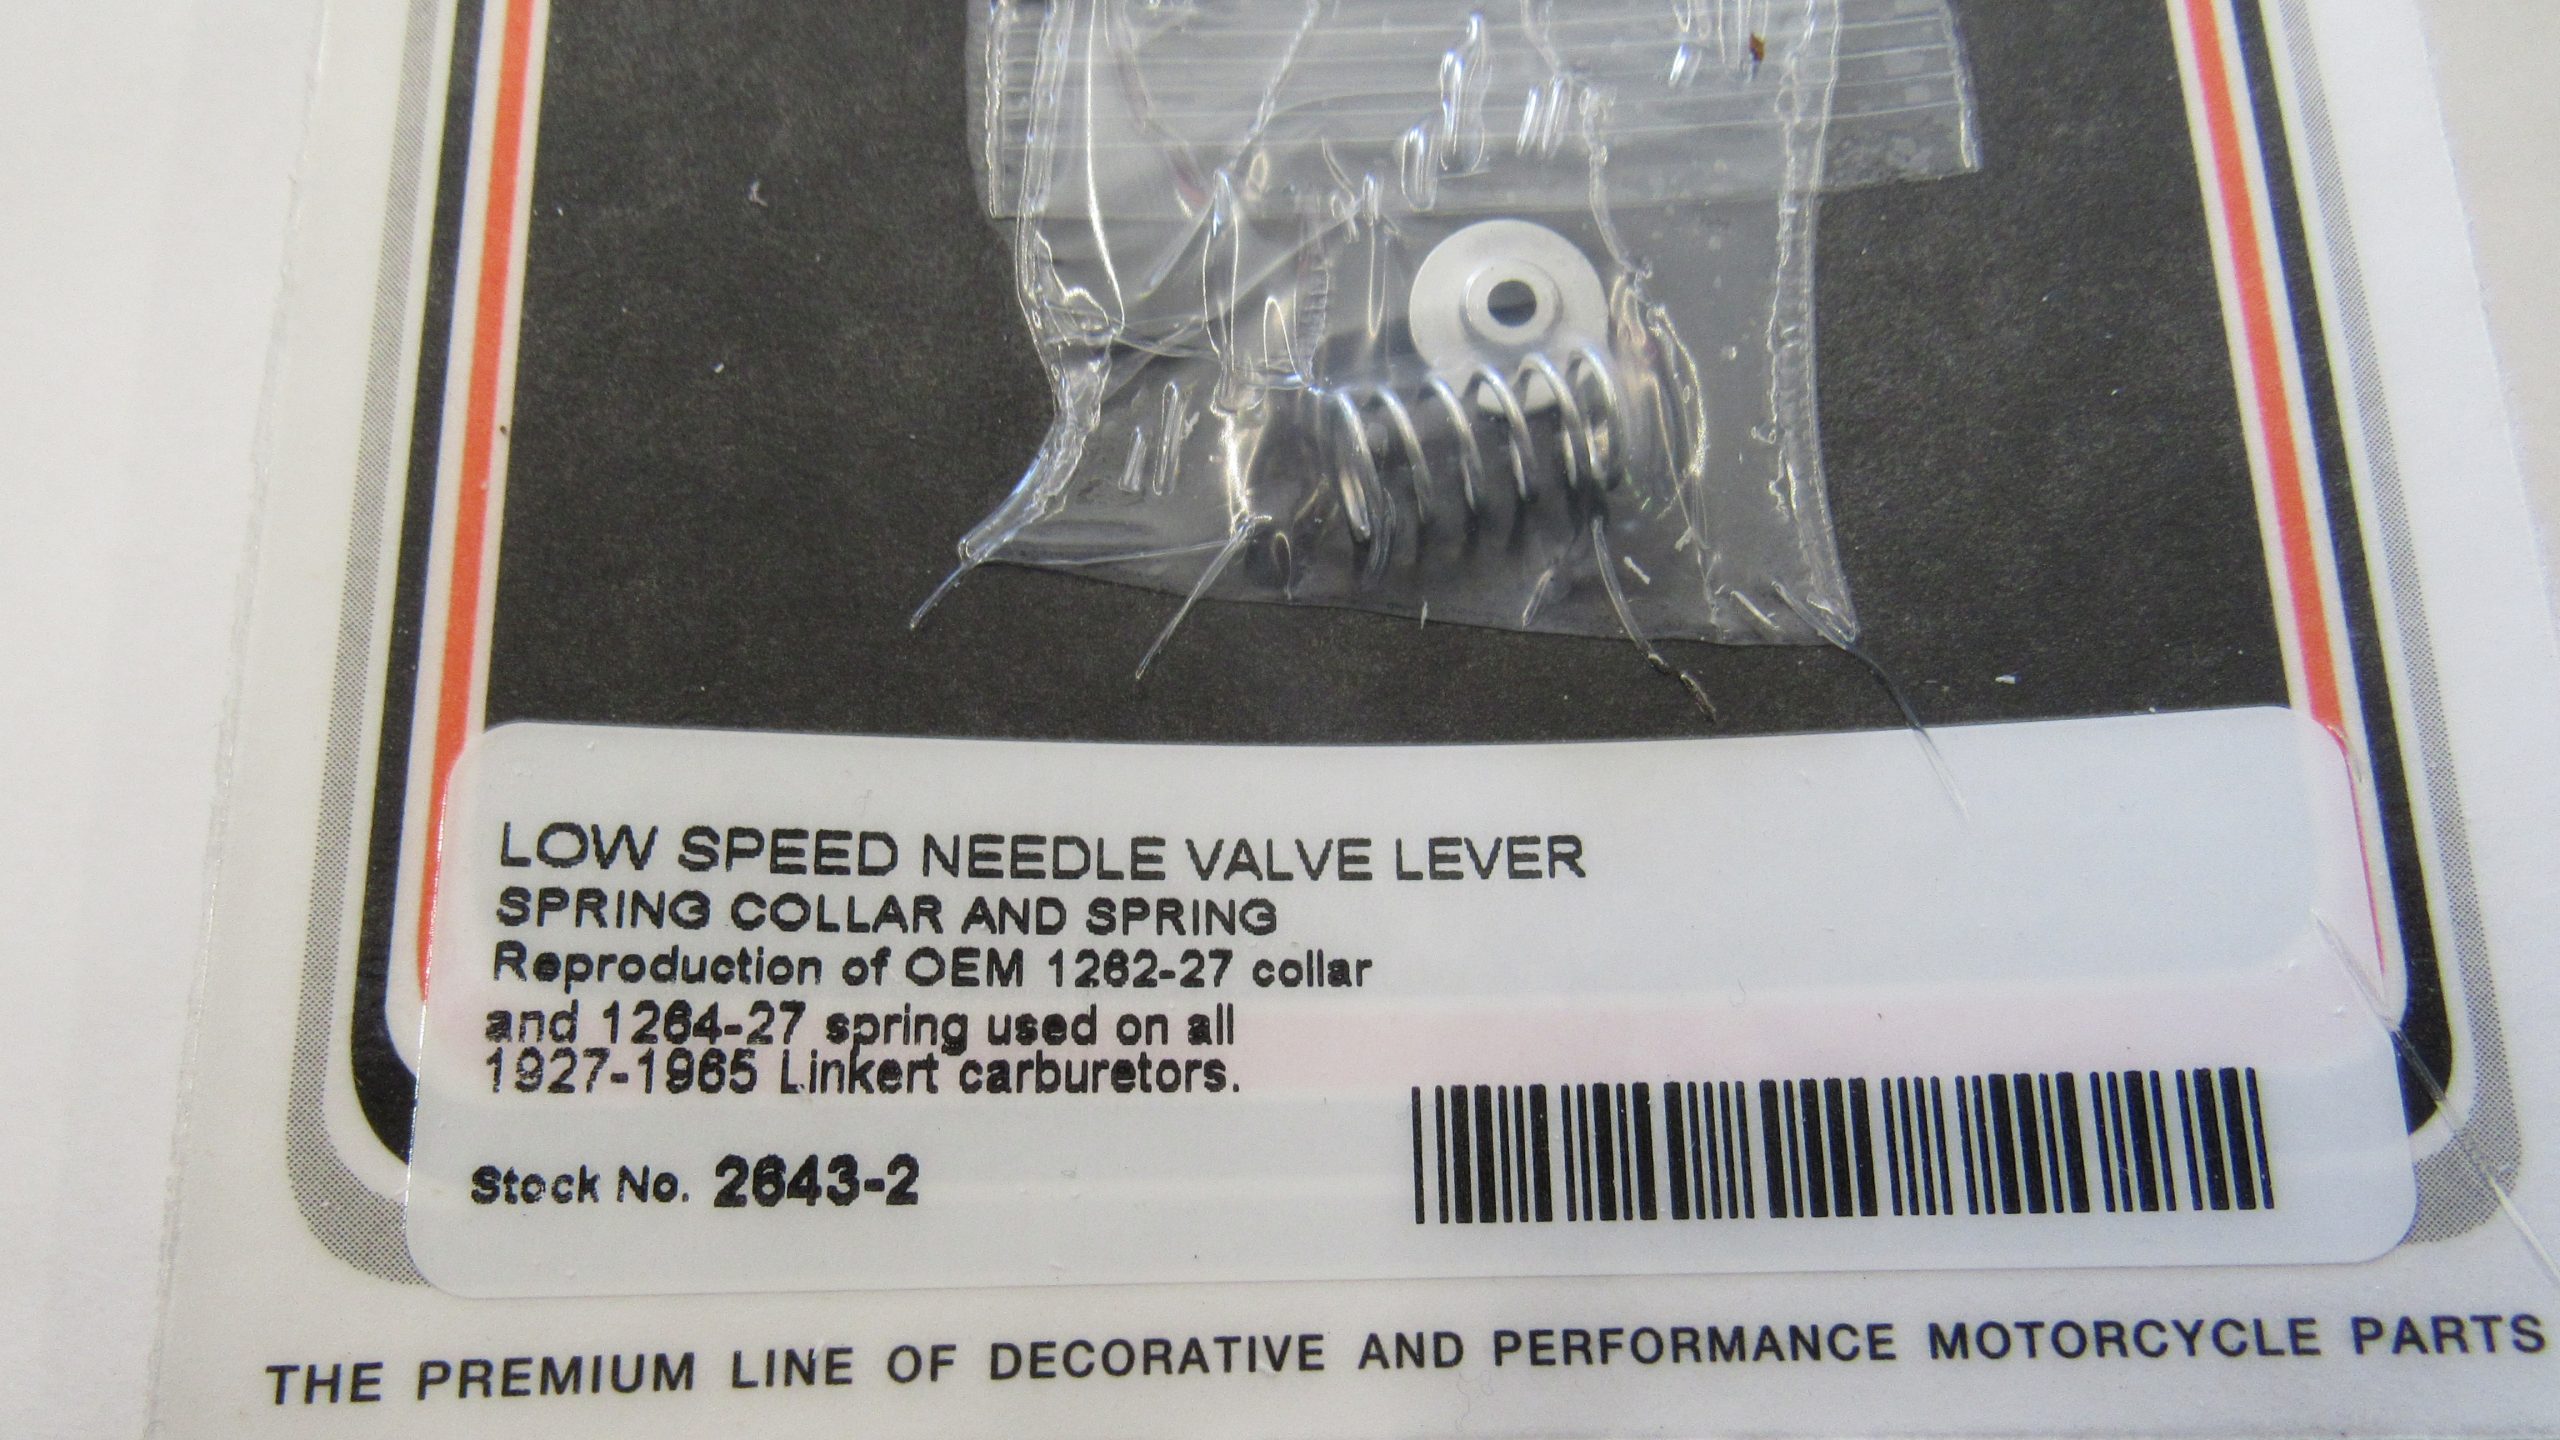 LOW SPEED NEEDLE VALVE LEVER
SPRING COLLAR AND SPRING
Reproduction of OEM 1262-27 collar
and 1264-27 spring used on all
1927-1965 Linkert carburetors.
Stock No. 2643-2
THE PREMIUM LINE OF DECORATIVE AND PERFORMANCE MOTORCYCLE PARTS